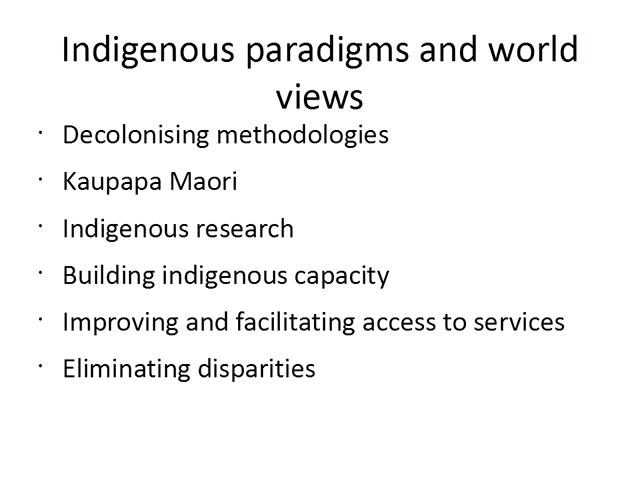 Indigenous paradigms and world
views
· Decolonising methodologies
· Kaupapa Maori
· Indigenous research
· Building indigenous capacity
· Improving and facilitating access to services
· Eliminating disparities